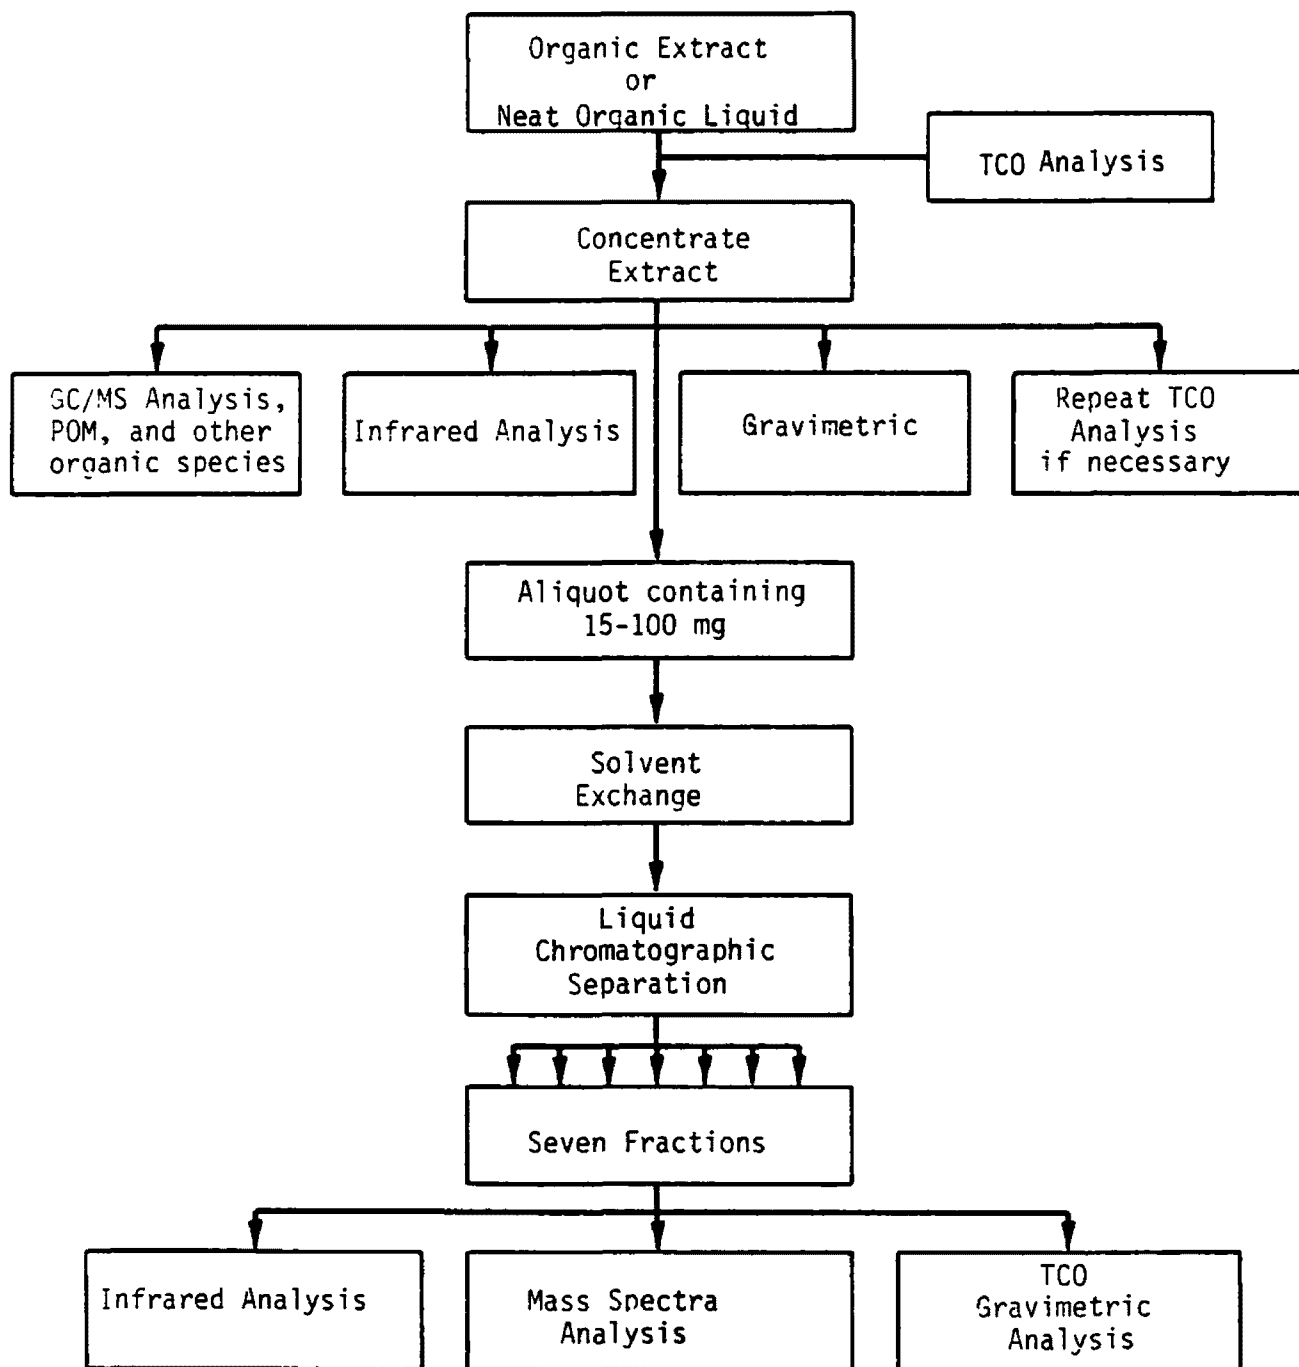 Organic Extract
or
Neat Organic Liquid
TCO Analysis
Concentrate
Extract
GC/MS Analysis,
POM, and other
organic species
Infrared Analysis
Gravimetric
Repeat TCO
Analysis
if necessary
Aliquot containing
15-100 mg
Solvent
Exchange
Liquid
Chromatographic
Separation
Seven Fractions
Infrared Analysis
Mass Spectra
Analysis
TCO
Gravimetric
Analysis